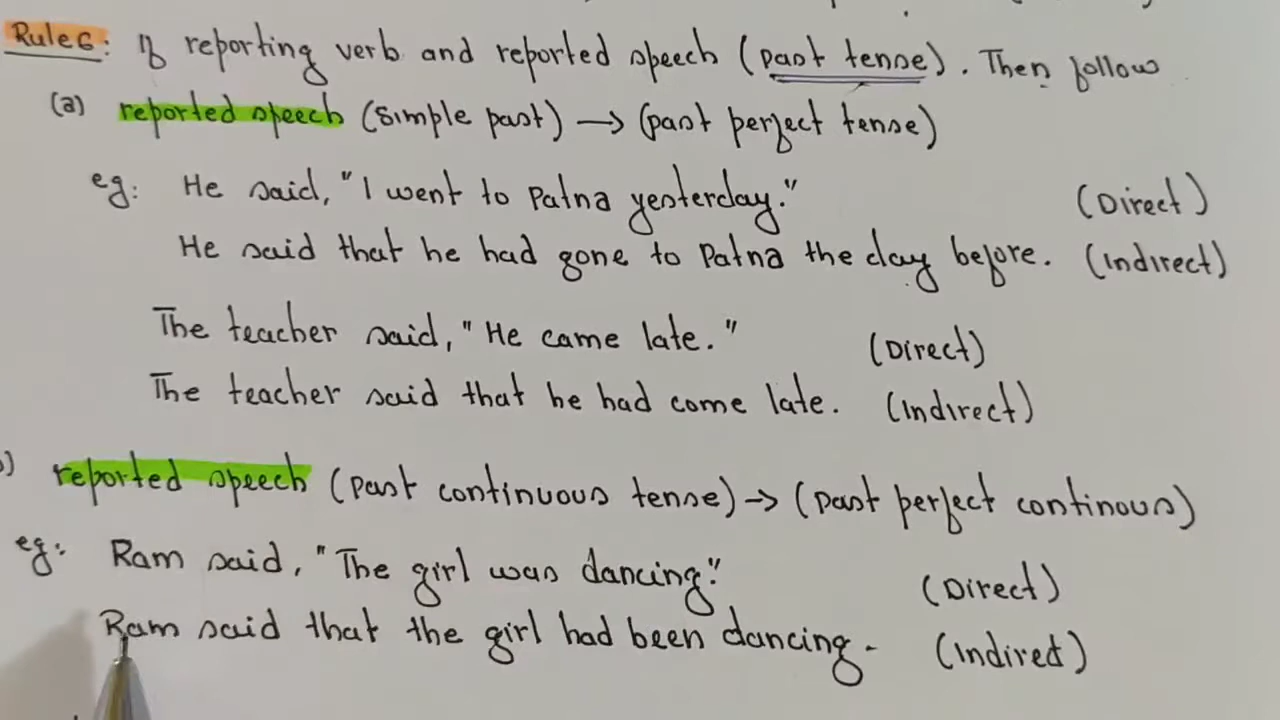 Rule 6: If reporting verb and reported speech (past tense). Then follow
(a) reported speech (simple past) → (past perfect tense)
eg: He said, "I went to Patna yesterday." (Direct)
He said that he had gone to Patna the day before. (Indirect)
The teacher said, "He came late." (Direct)
The teacher said that he had come late. (Indirect)
) reported speech (past continuous tense) → (past perfect continous)
eg: Ram said, "The girl was dancing." (Direct)
Ram said that the girl had been dancing. (Indirect)